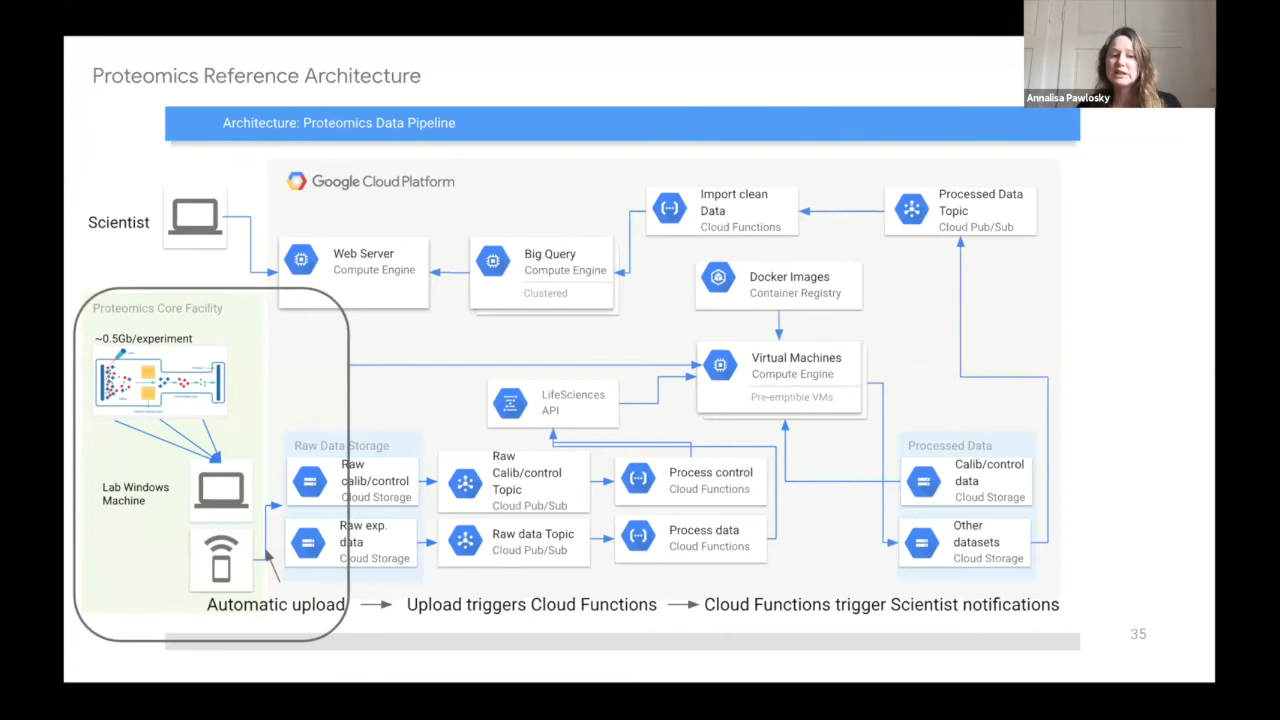 Proteomics Reference Architecture
Annalisa Pawlosky
Architecture: Proteomics Data Pipeline
Google Cloud Platform
Scientist
Web Server
Compute Engine
Big Query
Compute Engine
Clustered
Import clean
Data
Cloud Functions
Processed Data
Topic
Cloud Pub/Sub
Docker Images
Container Registry
Proteomics Core Facility
~0.5Gb/experiment
Virtual Machines
Compute Engine
Pre-emptible VMs
LifeSciences
API
Lab Windows
Machine
Raw Data Storage
Raw
calib/control
Cloud Storage
Raw
Calib/control
Topic
Cloud Pub/Sub
Process control
Cloud Functions
Processed Data
Calib/control
data
Cloud Storage
Raw exp.
data
Cloud Storage
Raw data Topic
Cloud Pub/Sub
Process data
Cloud Functions
Other
datasets
Cloud Storage
Automatic upload
Upload triggers Cloud Functions
Cloud Functions trigger Scientist notifications
35